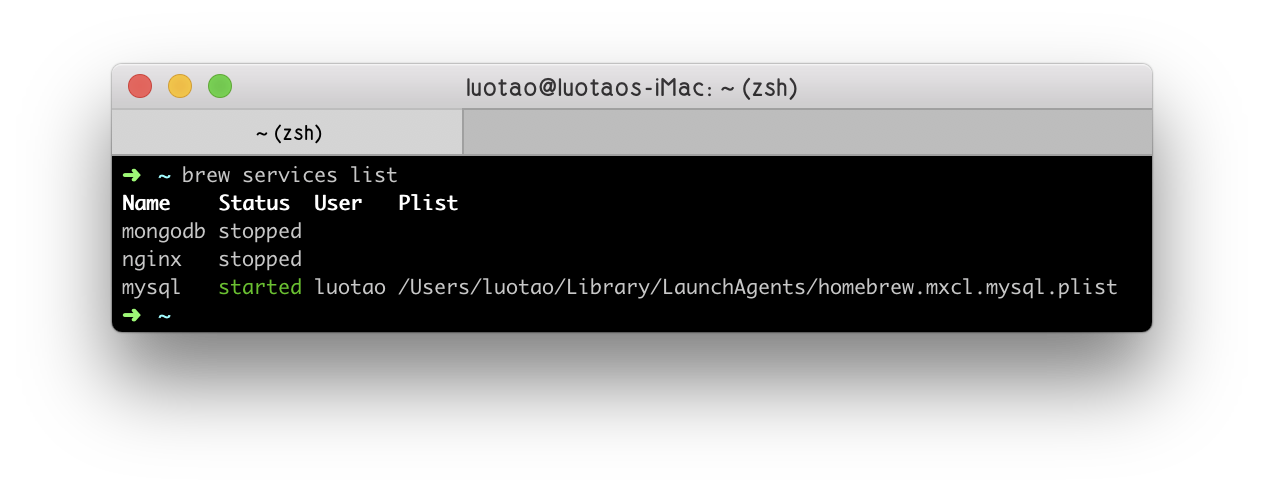 luotao@luotaos-iMac: ~ (zsh)
~ (zsh)
➜ ~ brew services list
Name    Status  User   Plist
mongodb stopped
nginx   stopped
mysql   started luotao /Users/luotao/Library/LaunchAgents/homebrew.mxcl.mysql.plist
➜ ~